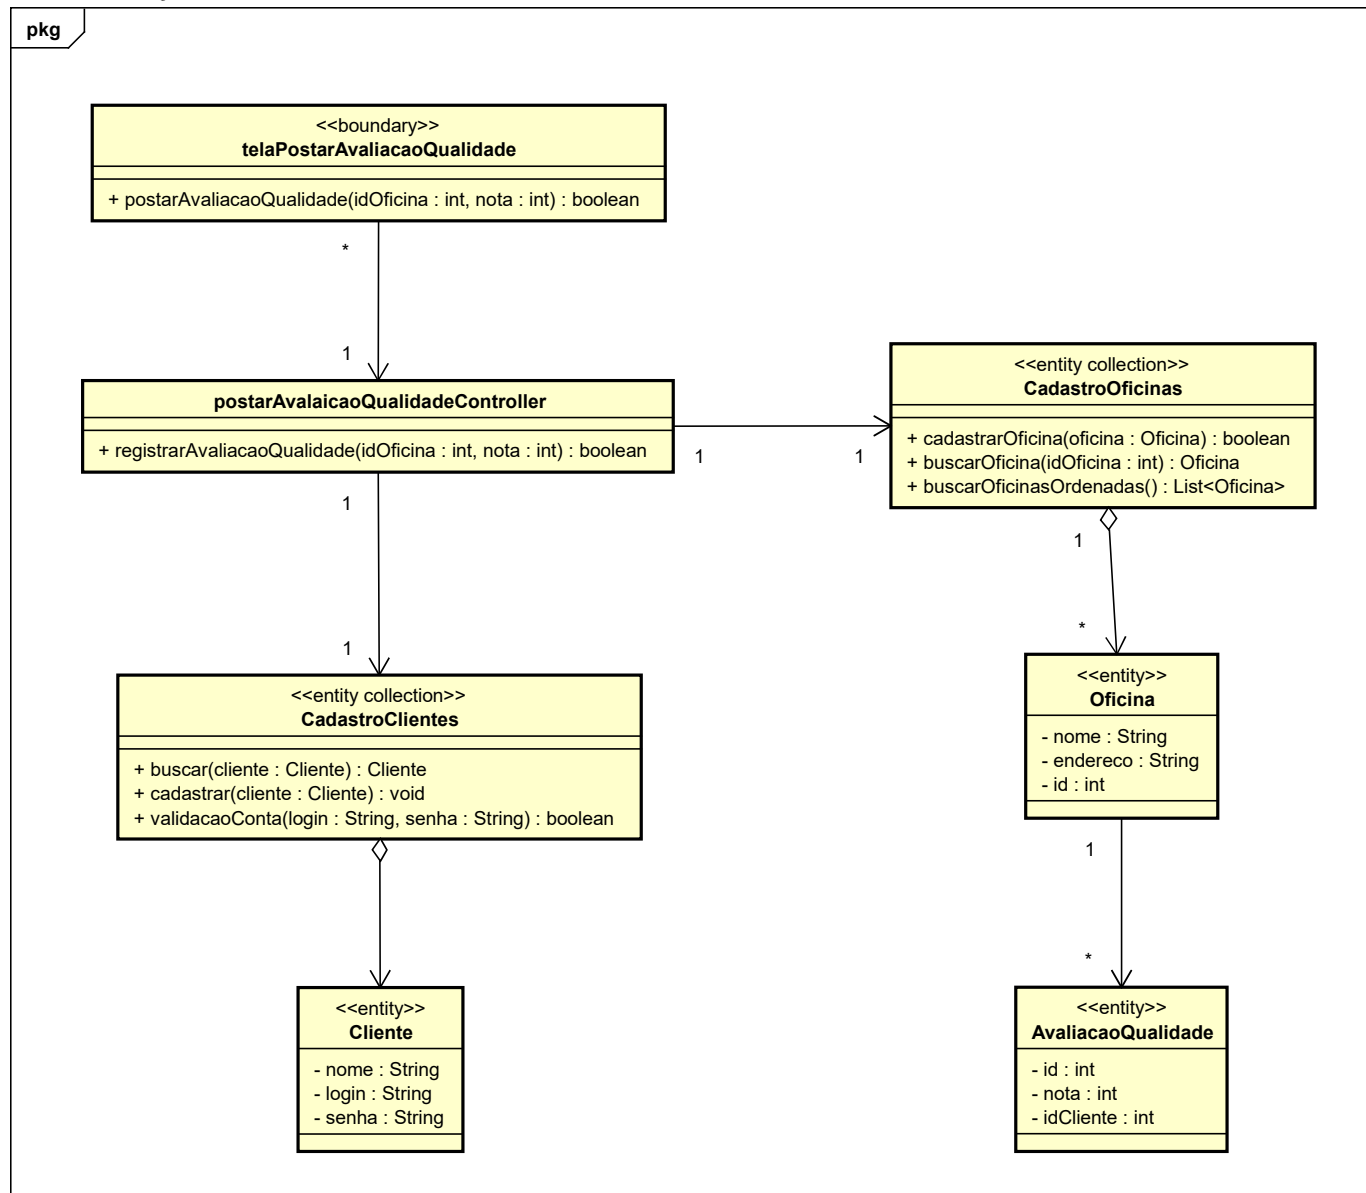 pkg
<<boundary>>
telaPostarAvaliacaoQualidade
+ postarAvaliacaoQualidade(idOficina : int, nota : int) : boolean
*
1
postarAvalaicaoQualidadeController
+ registrarAvaliacaoQualidade(idOficina : int, nota : int) : boolean
1
1
<<entity collection>>
CadastroOficinas
+ cadastrarOficina(oficina : Oficina) : boolean
+ buscarOficina(idOficina : int) : Oficina
+ buscarOficinasOrdenadas() : List<Oficina>
1
1
<<entity collection>>
CadastroClientes
+ buscar(cliente : Cliente) : Cliente
+ cadastrar(cliente : Cliente) : void
+ validacaoConta(login : String, senha : String) : boolean
1
*
<<entity>>
Oficina
- nome : String
- endereco : String
- id : int
1
*
<<entity>>
Cliente
- nome : String
- login : String
- senha : String
<<entity>>
AvaliacaoQualidade
- id : int
- nota : int
- idCliente : int